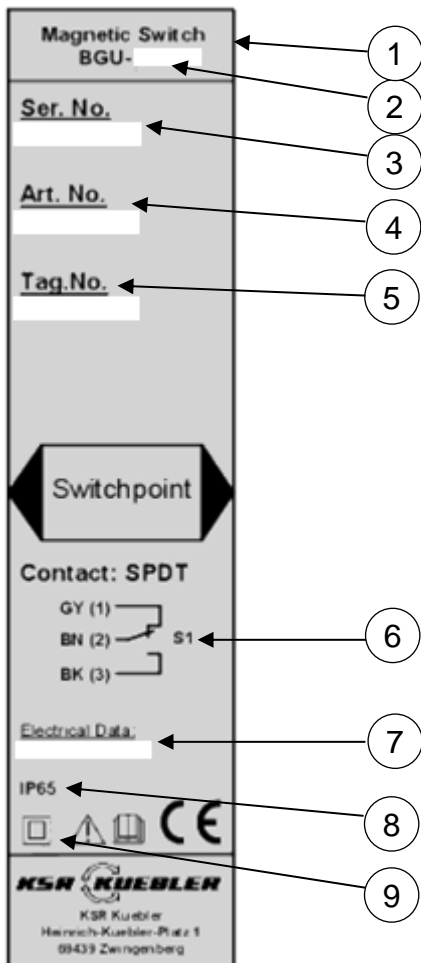 Magnetic Switch
BGU-
Ser. No.
Art. No.
Tag.No.
Switchpoint
Contact: SPDT
GY (1)
BN (2) S1
BK (3)
Electrical Data:
IP65
CE
KSR KUEBLER
KSR Kuebler
Heinrich-Kuebler-Platz 1
69439 Zwingenberg
1
2
3
4
5
6
7
8
9